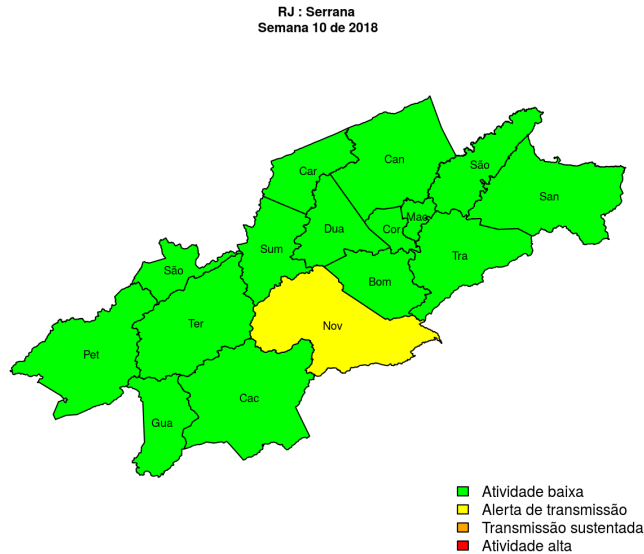 RJ : Serrana
Semana 10 de 2018
Can
São
Car
San
Mac
Dua
Cor
Sum
Tra
São
Bom
Ter
Nov
Pet
Cac
Gua
Atividade baixa
Alerta de transmissão
Transmissão sustentada
Atividade alta